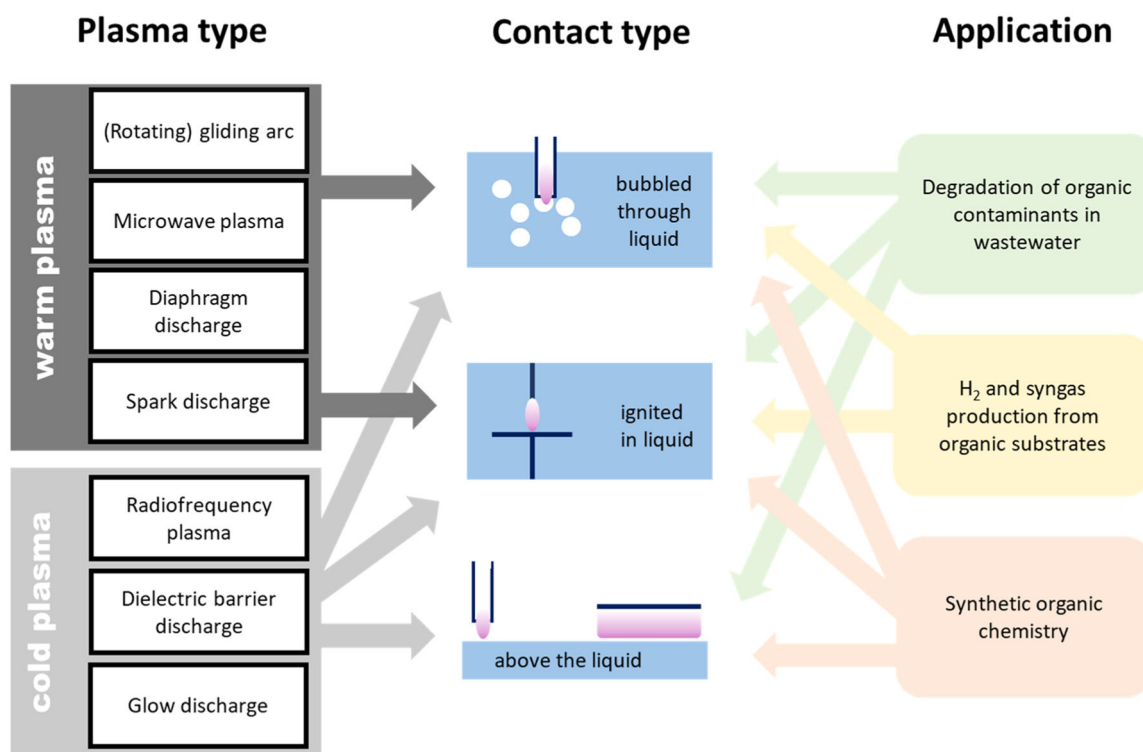 Plasma type
Contact type
Application
warm plasma
(Rotating) gliding arc
Microwave plasma
Diaphragm
discharge
Spark discharge
cold plasma
Radiofrequency
plasma
Dielectric barrier
discharge
Glow discharge
bubbled
through
liquid
ignited
in liquid
above the liquid
Degradation of organic
contaminants in
wastewater
H₂ and syngas
production from
organic substrates
Synthetic organic
chemistry